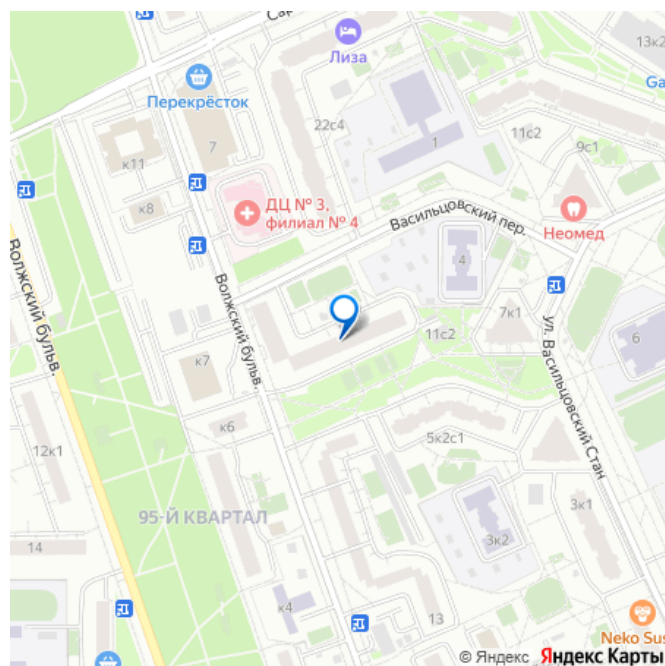 Сар
Лиза
13к2
Ga
Перекрёсток
22с4
11с2
7
1
9с1
к11
ДЦ № 3,
филиал № 4
Васильцовский пер.
Неомед
к8
4
Волжский бульв.
Волжский бульв.
7к1
ул. Васильцовский Стан
11с2
6
к7
к6
12к1
5к2с1
95-Й КВАРТАЛ
3к1
14
3к2
к4
13
Neko Sus
© Яндекс Яндекс Карты